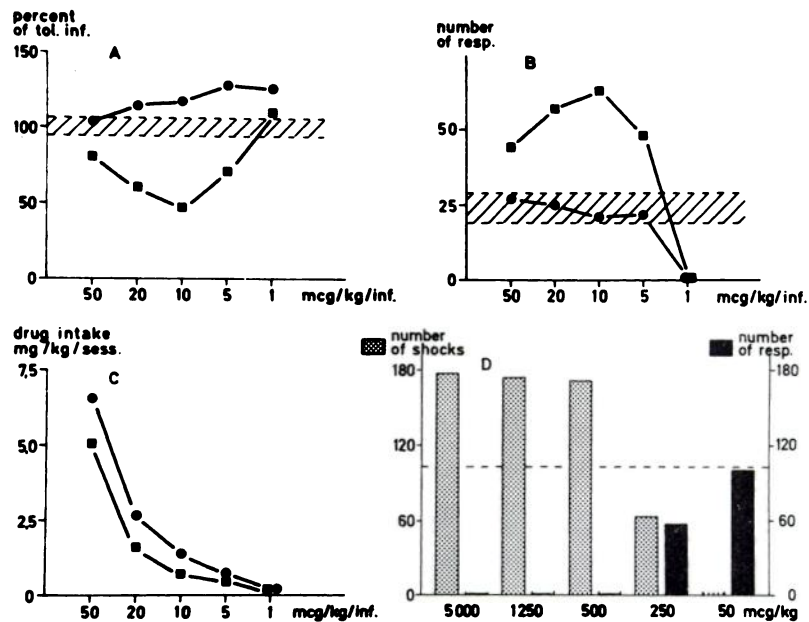 percent
of tol. inf.
A
150
100
50
0
50 20 10 5 1 mcg/kg/inf.
number
of resp.
B
50
25
0
50 20 10 5 1 mcg/kg/inf.
drug intake
mg/kg/sess.
C
7,5
5,0
2,5
0
50 20 10 5 1 mcg/kg/inf.
number
of shocks
D
number
of resp.
180
120
60
0
180
120
60
0
5000 1250 500 250 50 mcg/kg